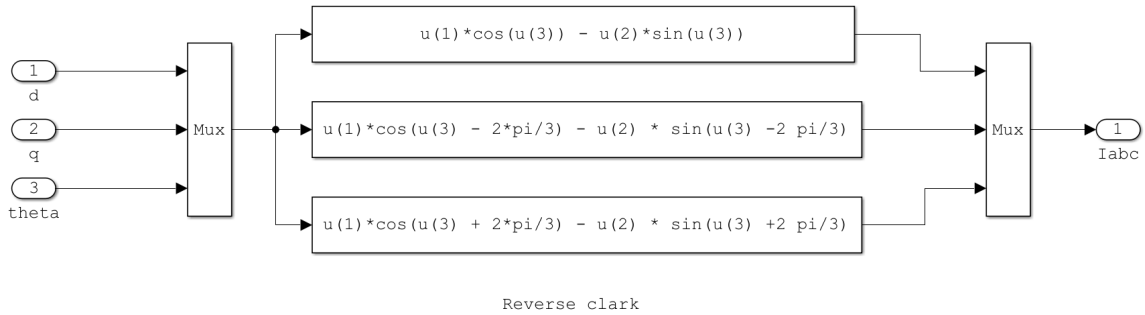 u(1)*cos(u(3)) - u(2)*sin(u(3))
1
d
Mux
2
q
u(1)*cos(u(3) - 2*pi/3) - u(2) * sin(u(3) -2 pi/3)
Mux
1
Iabc
3
theta
u(1)*cos(u(3) + 2*pi/3) - u(2) * sin(u(3) +2 pi/3)
Reverse clark